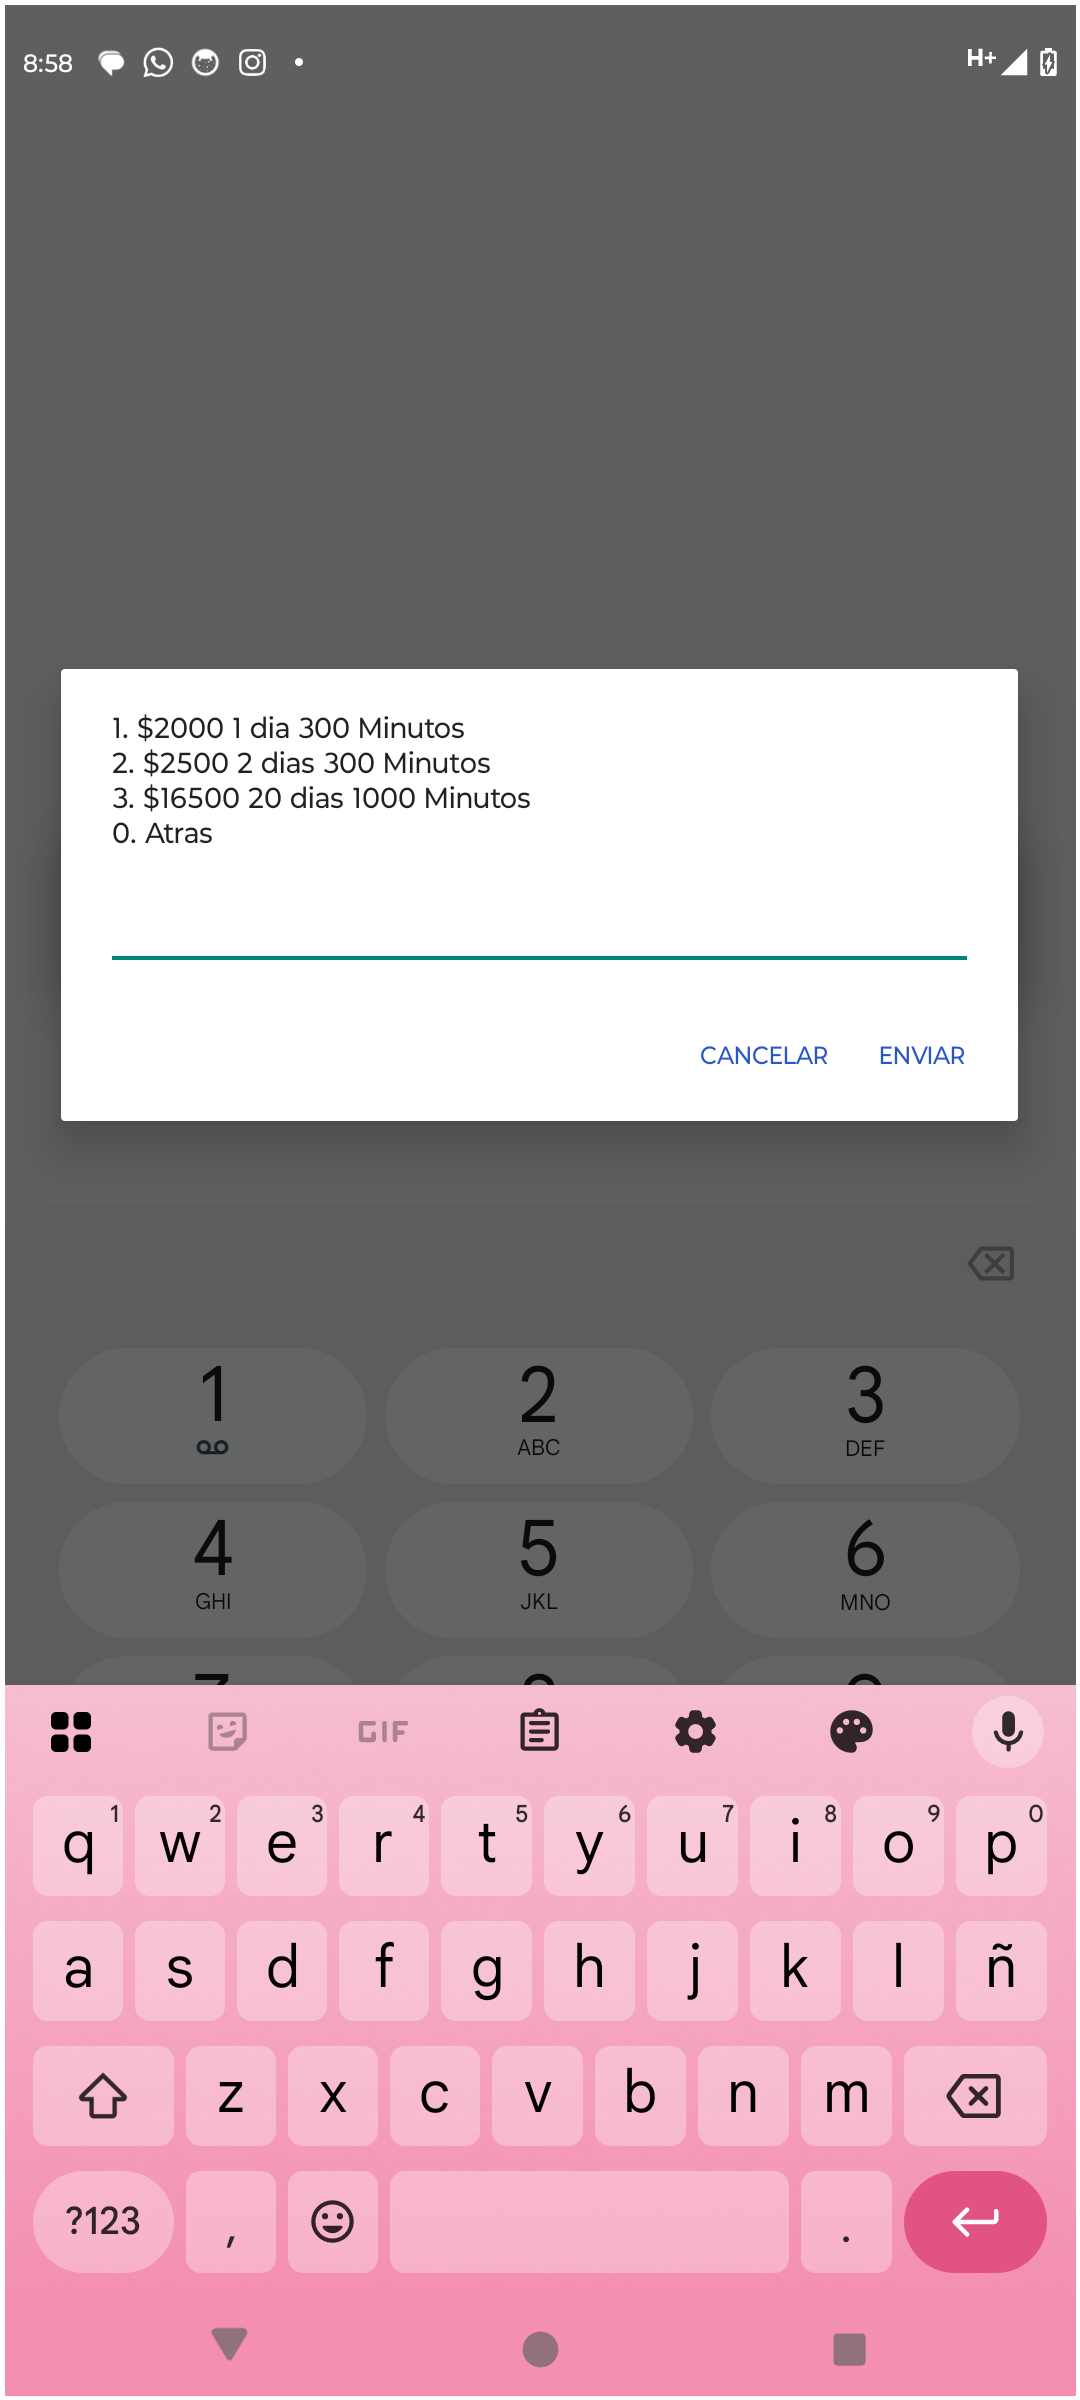 8:58
H+
1. $2000 1 dia 300 Minutos
2. $2500 2 dias 300 Minutos
3. $16500 20 dias 1000 Minutos
0. Atras
CANCELAR ENVIAR
1 2 3
ABC DEF
4 5 6
GHI JKL MNO
GIF
1 2 3 4 5 6 7 8 9 0
q w e r t y u i o p
a s d f g h j k l ñ
z x c v b n m
?123 , .